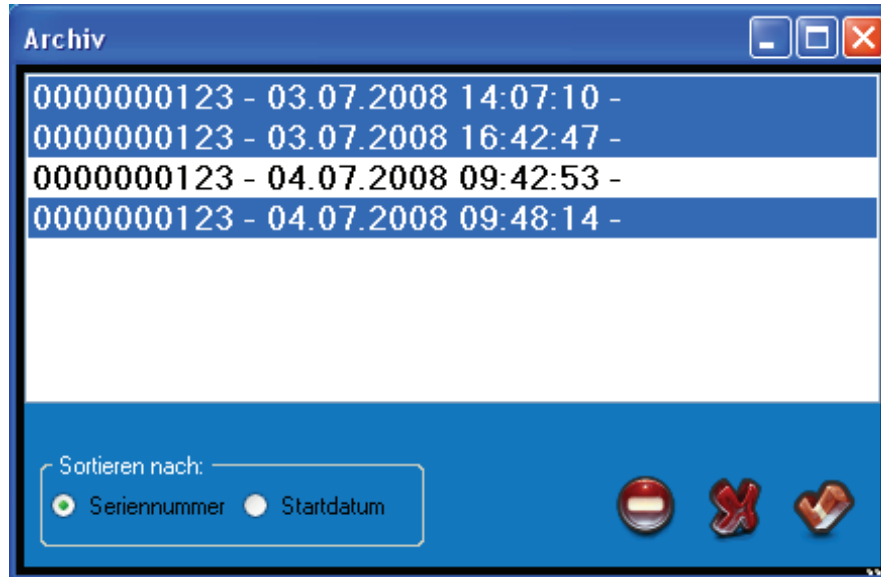 Archiv
0000000123 - 03.07.2008 14:07:10 -
0000000123 - 03.07.2008 16:42:47 -
0000000123 - 04.07.2008 09:42:53 -
0000000123 - 04.07.2008 09:48:14 -
Sortieren nach:
Seriennummer Startdatum